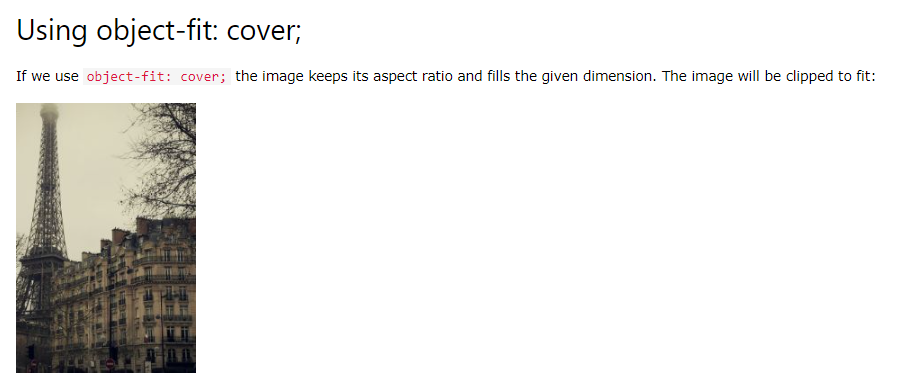 Using object-fit: cover;
If we use object-fit: cover; the image keeps its aspect ratio and fills the given dimension. The image will be clipped to fit: